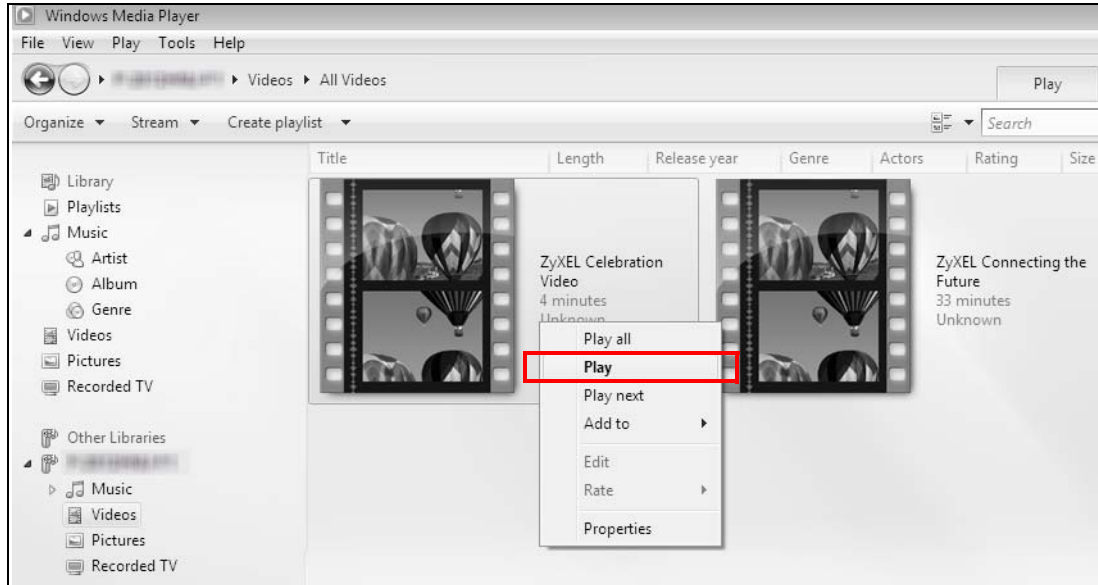 Windows Media Player
File View Play Tools Help
Videos All Videos
Play
Organize Stream Create playlist
Search
Title Length Release year Genre Actors Rating Size
Library
Playlists
Music
Artist
Album
Genre
Videos
Pictures
Recorded TV
Other Libraries
Music
Videos
Pictures
Recorded TV
ZyXEL Celebration
Video
4 minutes
Unknown
ZyXEL Connecting the
Future
33 minutes
Unknown
Play all
Play
Play next
Add to
Edit
Rate
Properties